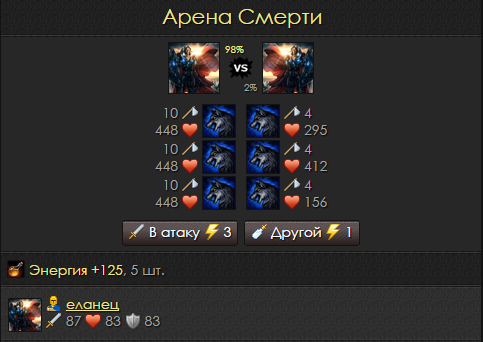 Арена Смерти
98%
VS
2%
10 4
448 295
10 4
448 412
10 4
448 156
В атаку 3 Другой 1
Энергия +125, 5 шт.
еланец
87 83 83